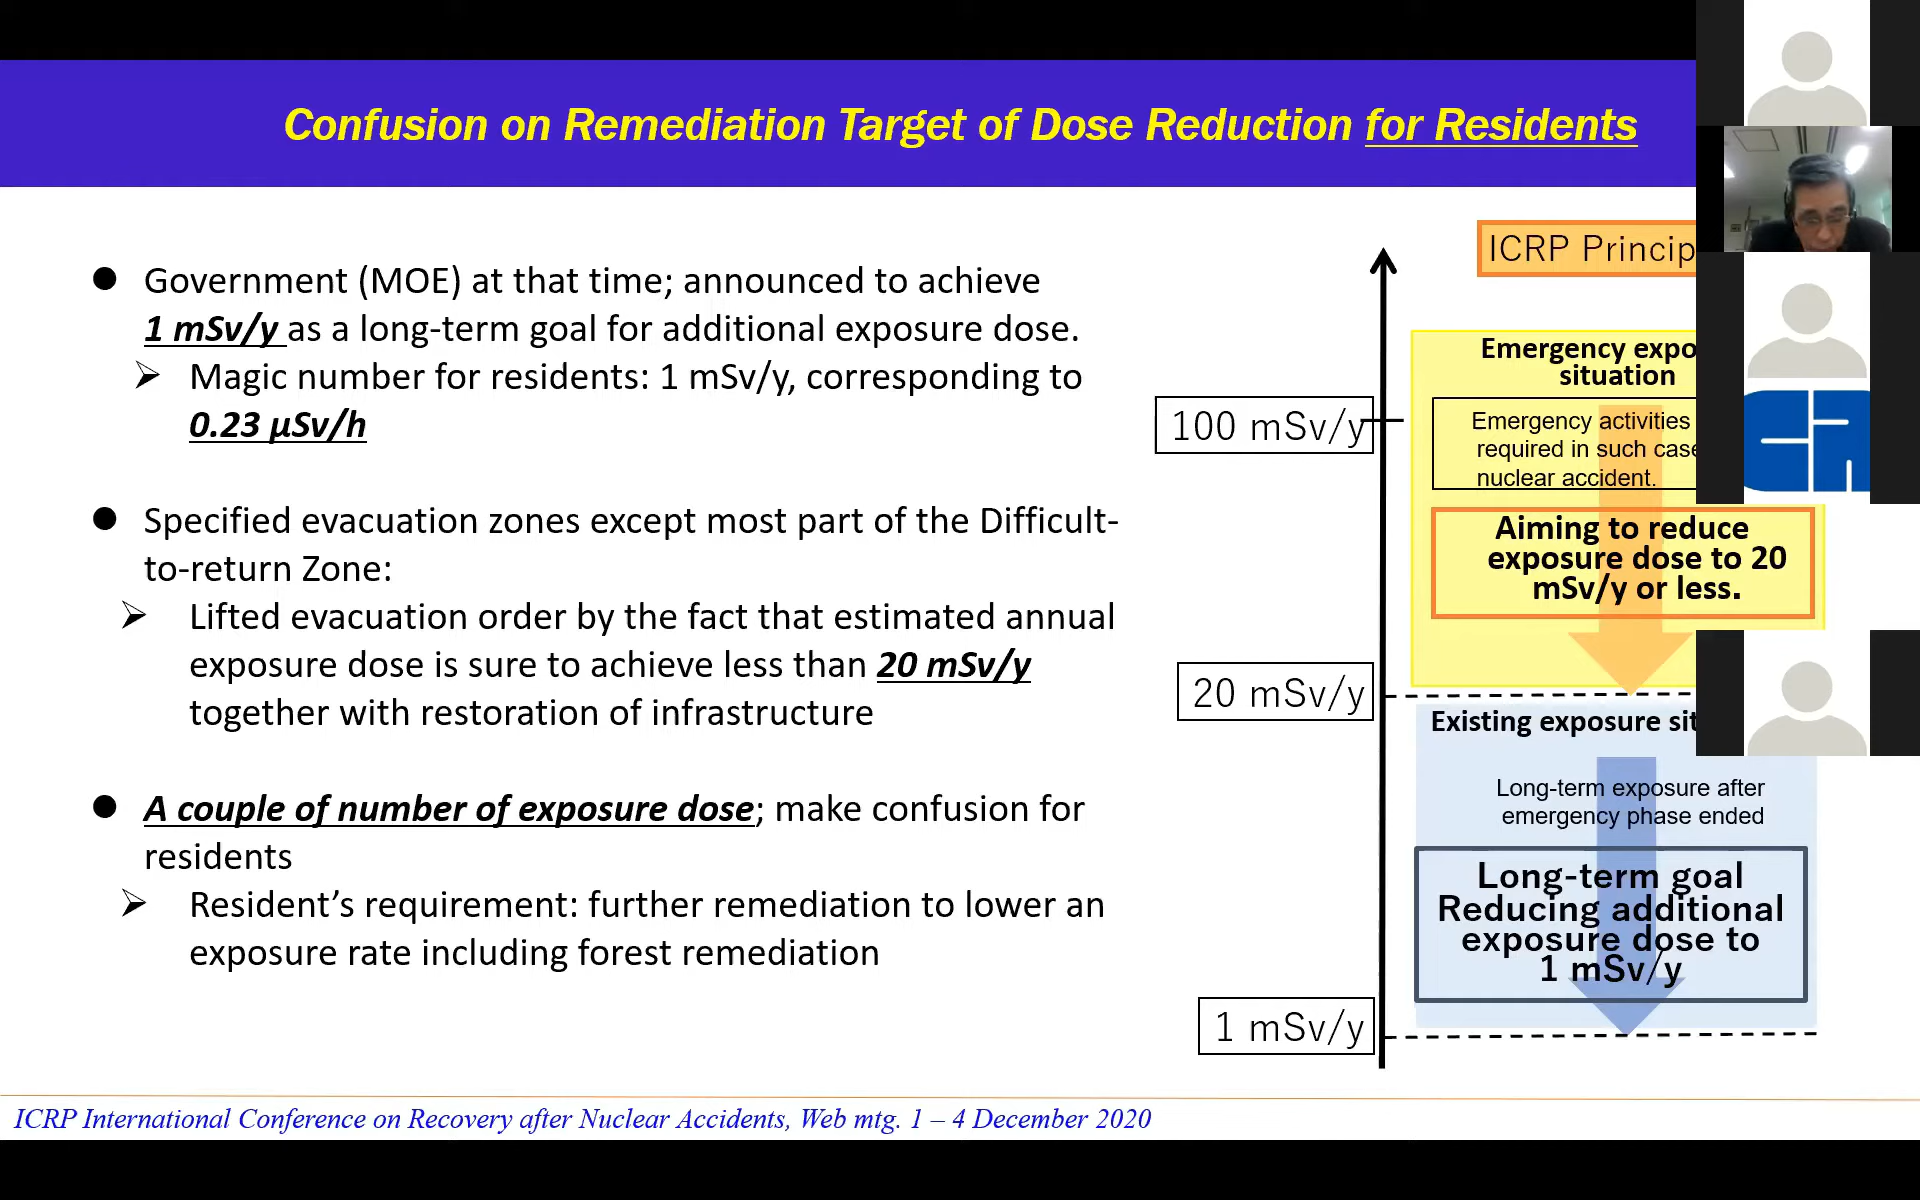 Confusion on Remediation Target of Dose Reduction for Residents
Government (MOE) at that time; announced to achieve
1 mSv/y as a long-term goal for additional exposure dose.
Magic number for residents: 1 mSv/y, corresponding to
0.23 μSv/h
Specified evacuation zones except most part of the Difficult-
to-return Zone:
Lifted evacuation order by the fact that estimated annual
exposure dose is sure to achieve less than 20 mSv/y
together with restoration of infrastructure
A couple of number of exposure dose; make confusion for
residents
Resident’s requirement: further remediation to lower an
exposure rate including forest remediation
ICRP
Emergency
situation
100 mSv/y
Emergency activities
required in such
nuclear accident.
Aiming to reduce
exposure dose to 20
mSv/y or less.
20 mSv/y
Existing exposure
Long-term exposure after
emergency phase ended
Long-term goal
Reducing additional
exposure dose to
1 mSv/y
1 mSv/y
ICRP International Conference on Recovery after Nuclear Accidents, Web mtg. 1 – 4 December 2020